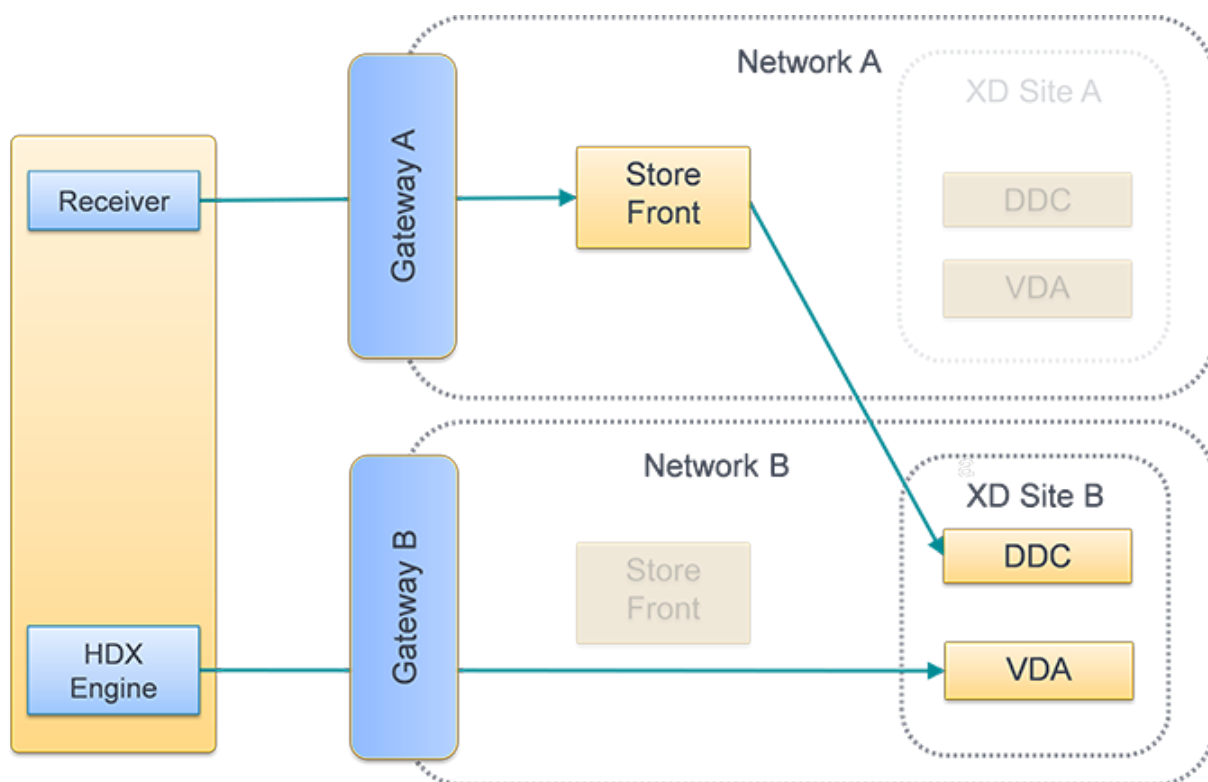 Network A
XD Site A
Receiver
Gateway A
Store
Front
DDC
VDA
Network B
XD Site B
Gateway B
Store
Front
DDC
HDX
Engine
VDA